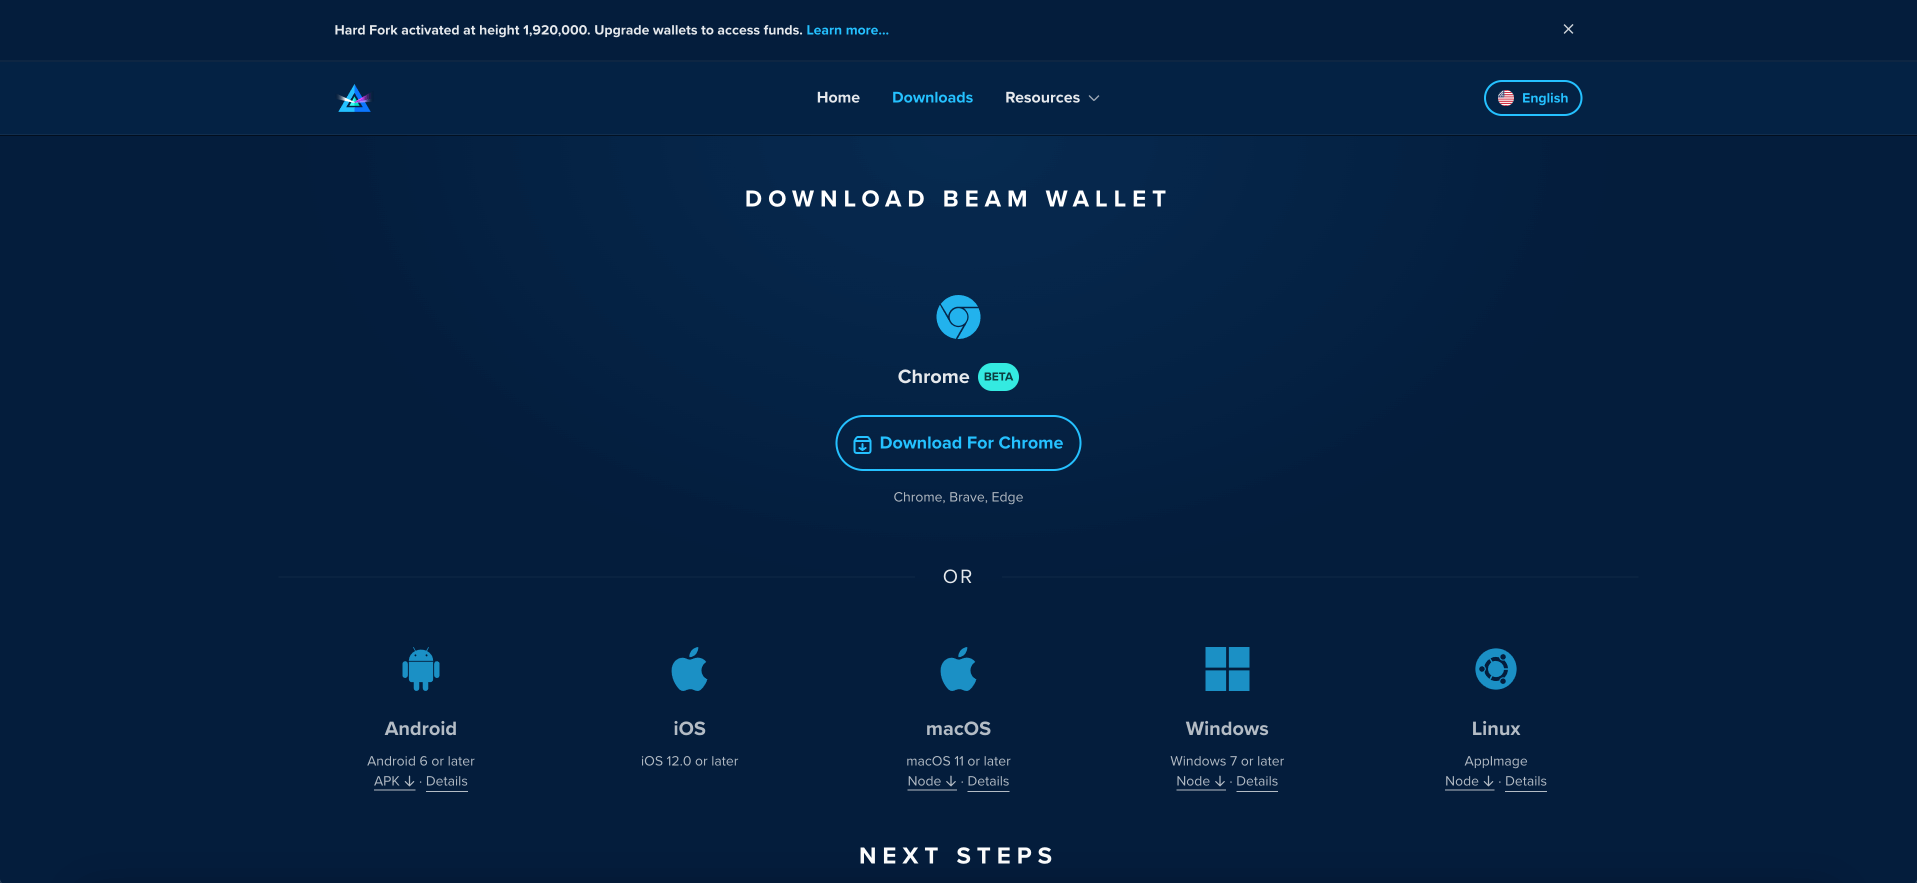 Hard Fork activated at height 1,920,000. Upgrade wallets to access funds. Learn more...
Home Downloads Resources English
DOWNLOAD BEAM WALLET
Chrome BETA
Download For Chrome
Chrome, Brave, Edge
OR
Android iOS macOS Windows Linux
Android 6 or later iOS 12.0 or later macOS 11 or later Windows 7 or later AppImage
APK ↓ · Details Node ↓ · Details Node ↓ · Details Node ↓ · Details
NEXT STEPS